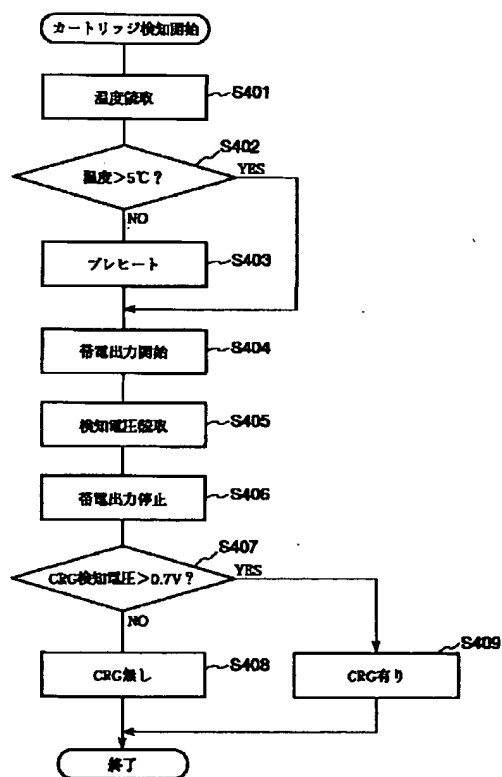 カートリッジ検知開始
温度読取
S401
温度>5℃？
S402
YES
NO
プレヒート
S403
帯電出力開始
S404
検知電圧読取
S405
帯電出力停止
S406
CRG検知電圧>0.7V？
S407
YES
NO
CRG無し
S408
CRG有り
S409
終了